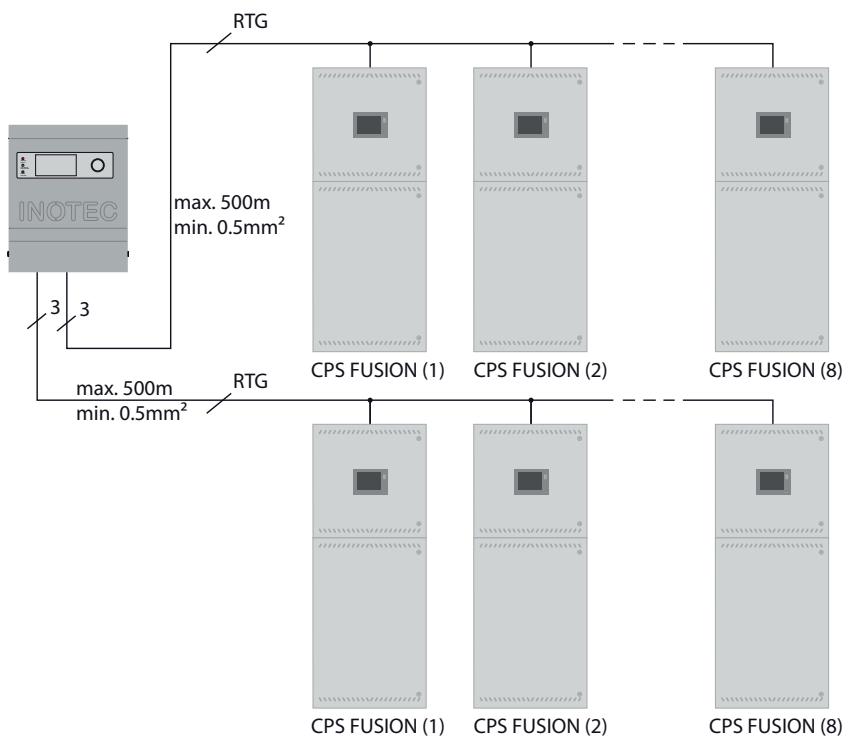 RTG
INOTEC
max. 500m
min. 0.5mm²
3
3
CPS FUSION (1)
CPS FUSION (2)
CPS FUSION (8)
max. 500m
min. 0.5mm²
RTG
CPS FUSION (1)
CPS FUSION (2)
CPS FUSION (8)